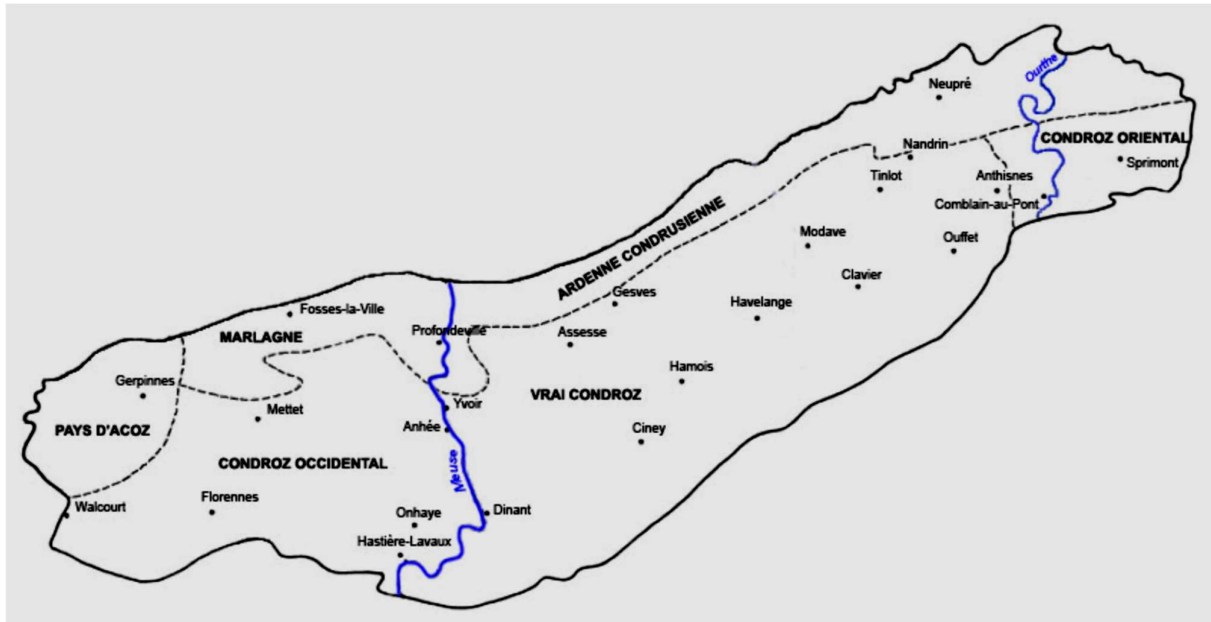 Ourthe
Neupré
CONDROZ ORIENTAL
Nandrin
Sprimont
Tinlot
Anthisnes
Comblain-au-Pont
ARDENNE CONDRUSIENNE
Modave
Ouffet
Clavier
Gesves
Havelange
Fosses-la-Ville
Profondeville
Assesse
MARLAGNE
Hamois
Gerpinnes
VRAI CONDROZ
Yvoir
Mettet
Anhée
Ciney
PAYS D'ACOZ
CONDROZ OCCIDENTAL
Meuse
Florennes
Walcourt
Onhaye
Dinant
Hastière-Lavaux